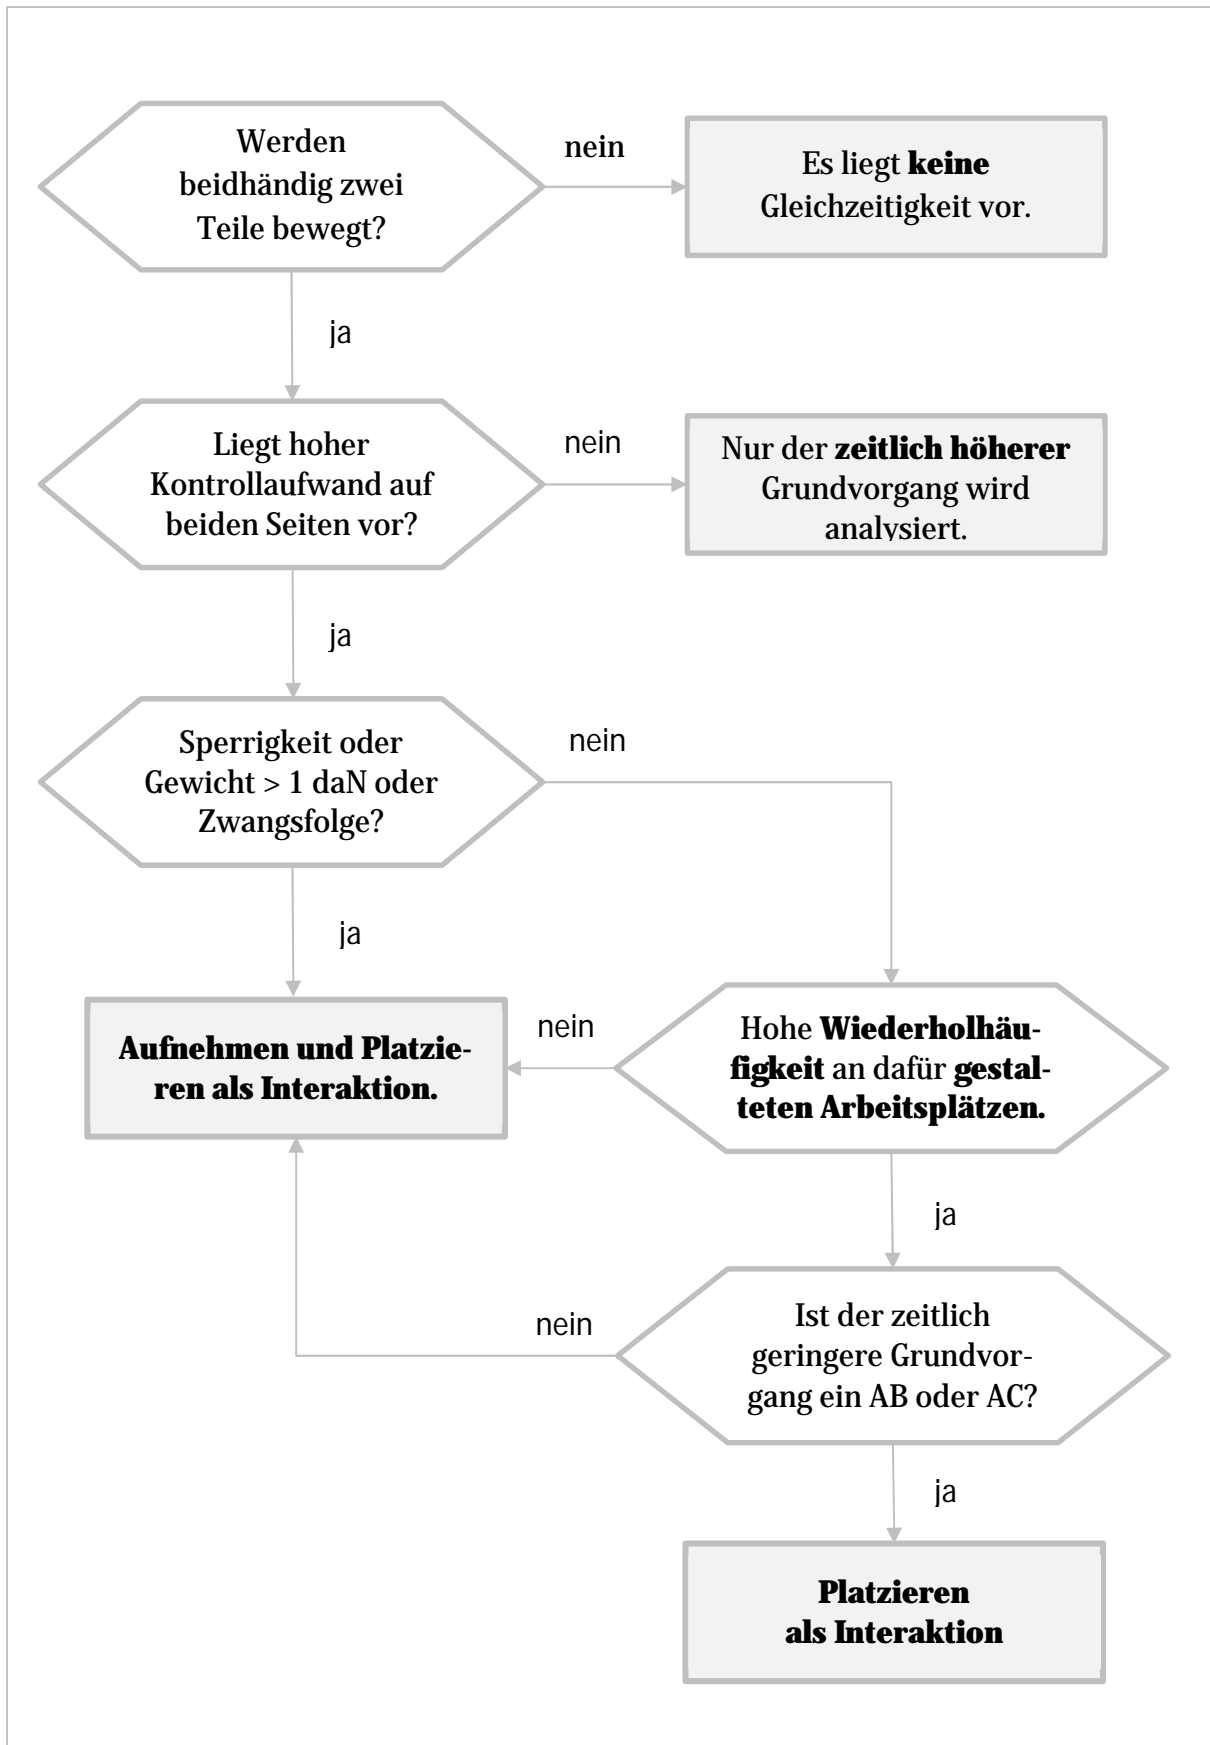 Werden
beidhändig zwei
Teile bewegt?
nein
Es liegt keine
Gleichzeitigkeit vor.
ja
Liegt hoher
Kontrollaufwand auf
beiden Seiten vor?
nein
Nur der zeitlich höherer
Grundvorgang wird
analysiert.
ja
Sperrigkeit oder
Gewicht > 1 daN oder
Zwangsfolge?
nein
ja
Aufnehmen und Platzie-
ren als Interaktion.
nein
Hohe Wiederholhäu-
figkeit an dafür gestal-
teten Arbeitsplätzen.
ja
nein
Ist der zeitlich
geringere Grundvor-
gang ein AB oder AC?
ja
Platzieren
als Interaktion